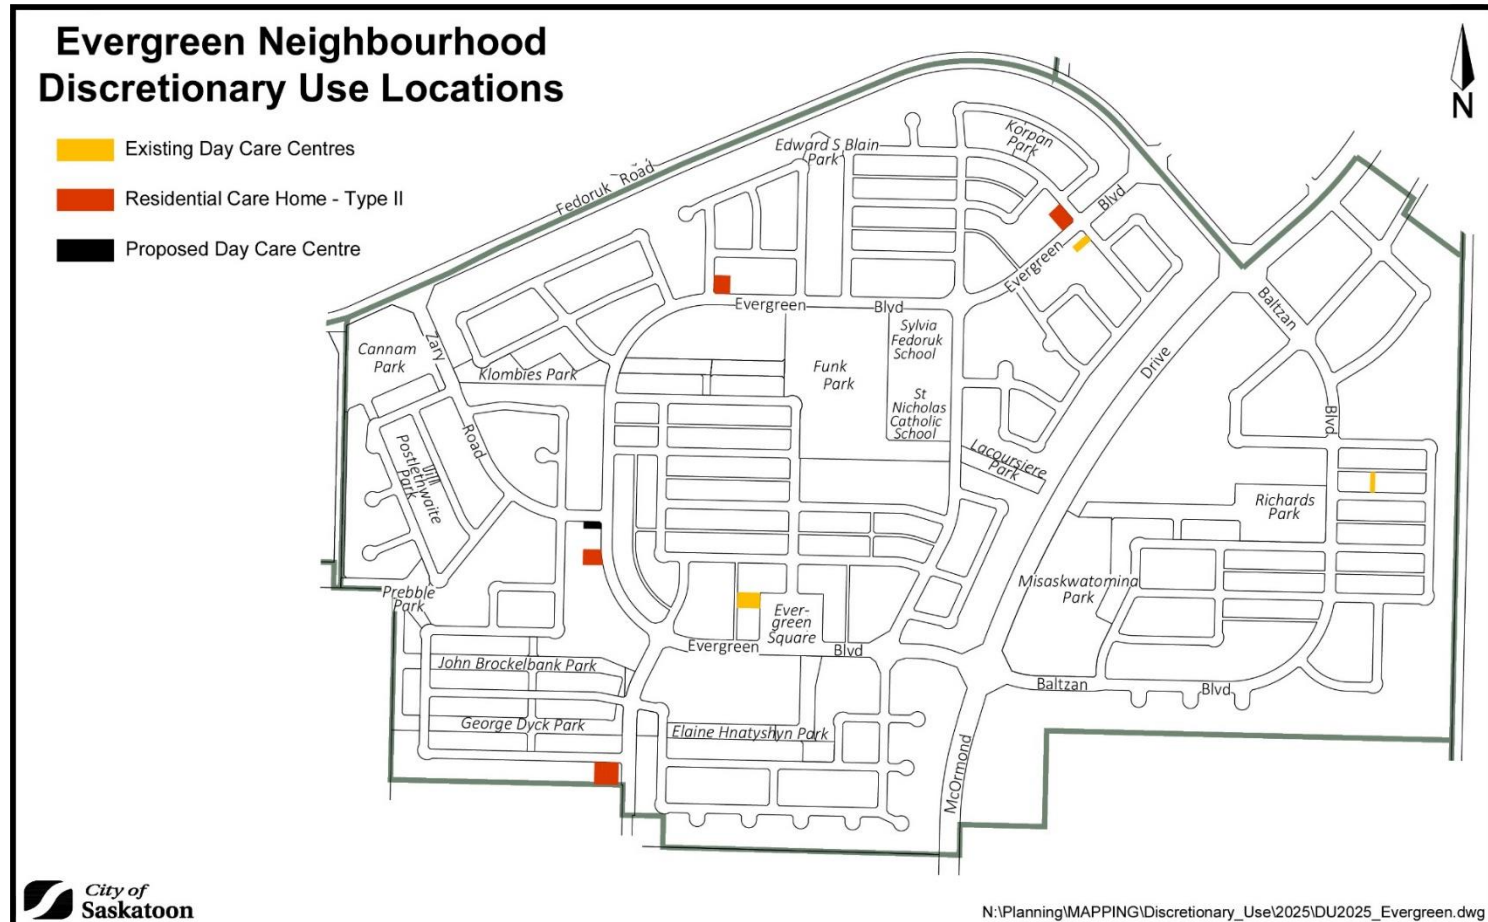 Evergreen Neighbourhood
Discretionary Use Locations
Existing Day Care Centres
Residential Care Home - Type II
Proposed Day Care Centre
N
Korpan
Park
Edward S Blain
Park
Fedoruk Road
Blvd
Evergreen
Evergreen Blvd
Sylvia
Fedoruk
School
Baltzan
Zary
Cannam
Park
Klombies Park
Funk
Park
Drive
St
Nicholas
Catholic
School
Blvd
Road
Postlethwaite
Park
Lacoursiere
Park
Richards
Park
Misaskwatomina
Park
Prebble
Park
Ever-
green
Square
Evergreen Blvd
John Brockelbank Park
Baltzan Blvd
George Dyck Park
Elaine Hnatyshyn Park
McOrmond
City of
Saskatoon
N:\Planning\MAPPING\Discretionary_Use\2025\DU2025_Evergreen.dwg